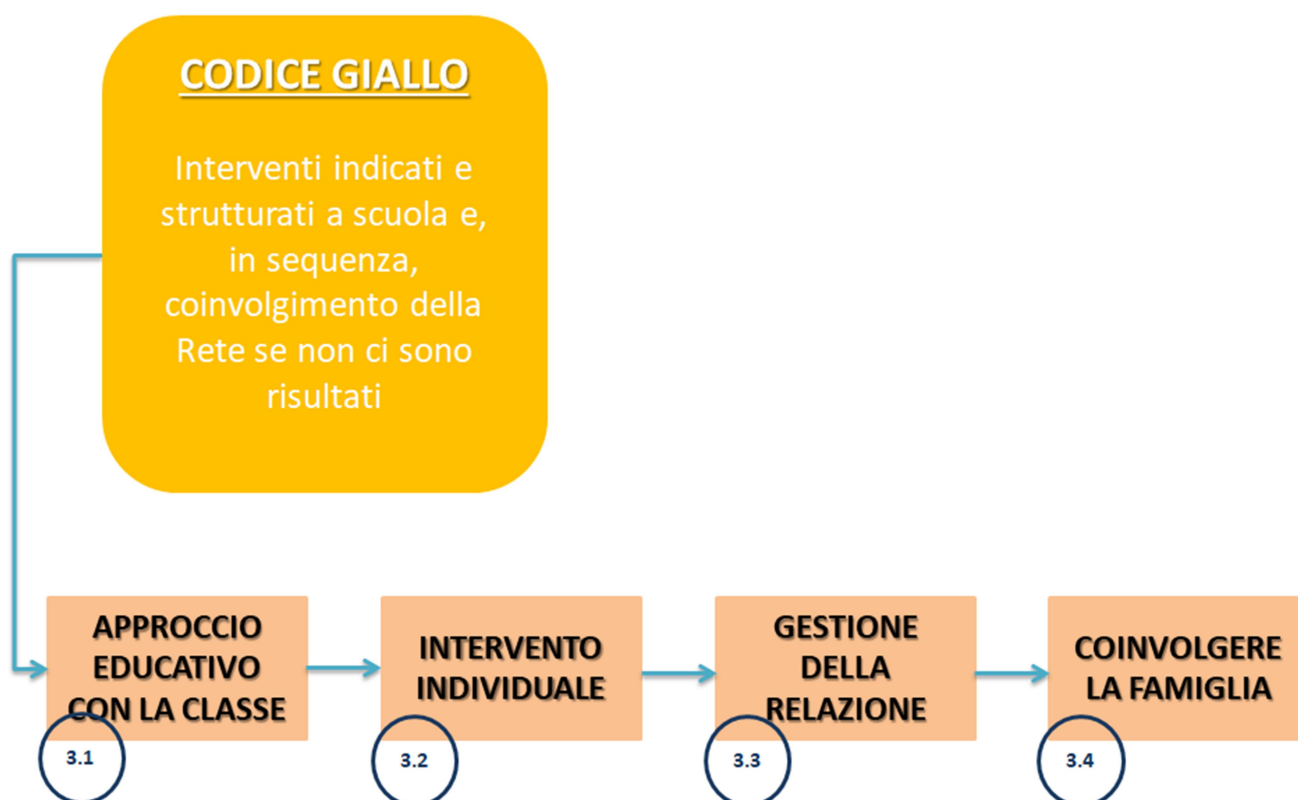 CODICE GIALLO
Interventi indicati e
strutturati a scuola e,
in sequenza,
coinvolgimento della
Rete se non ci sono
risultati
APPROCCIO
EDUCATIVO
CON LA CLASSE
3.1
INTERVENTO
INDIVIDUALE
3.2
GESTIONE
DELLA
RELAZIONE
3.3
COINVOLGERE
LA FAMIGLIA
3.4